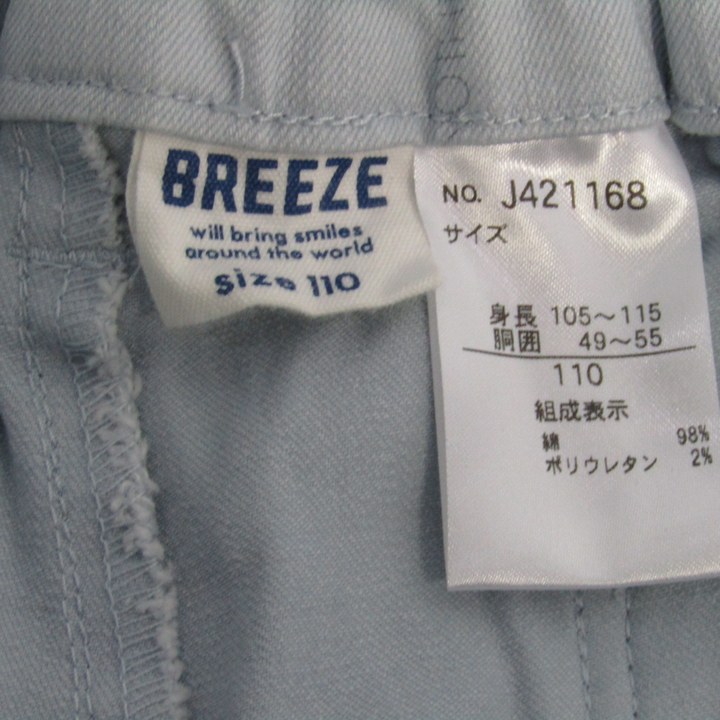 BREEZE
will bring smiles
around the world
size 110
NO. J421168
サイズ
身長 105～115
胴囲 49～55
110
組成表示
綿 98%
ポリウレタン 2%